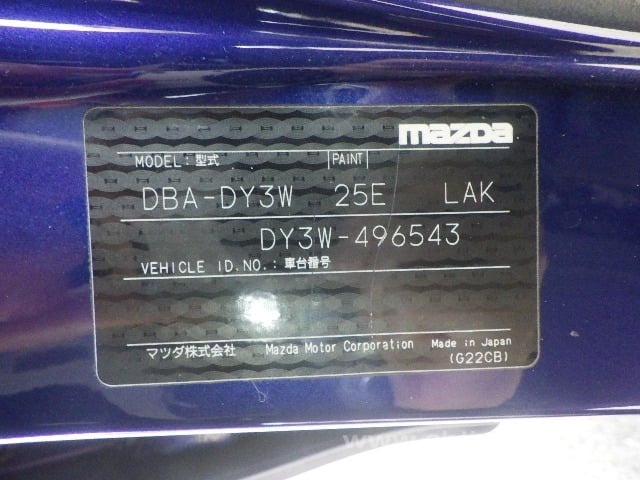 mazda
MODEL:型式 PAINT
DBA-DY3W 25E LAK
DY3W-496543
VEHICLE ID.NO.:車台番号
マツダ株式会社 Mazda Motor Corporation Made in Japan
(G22CB)